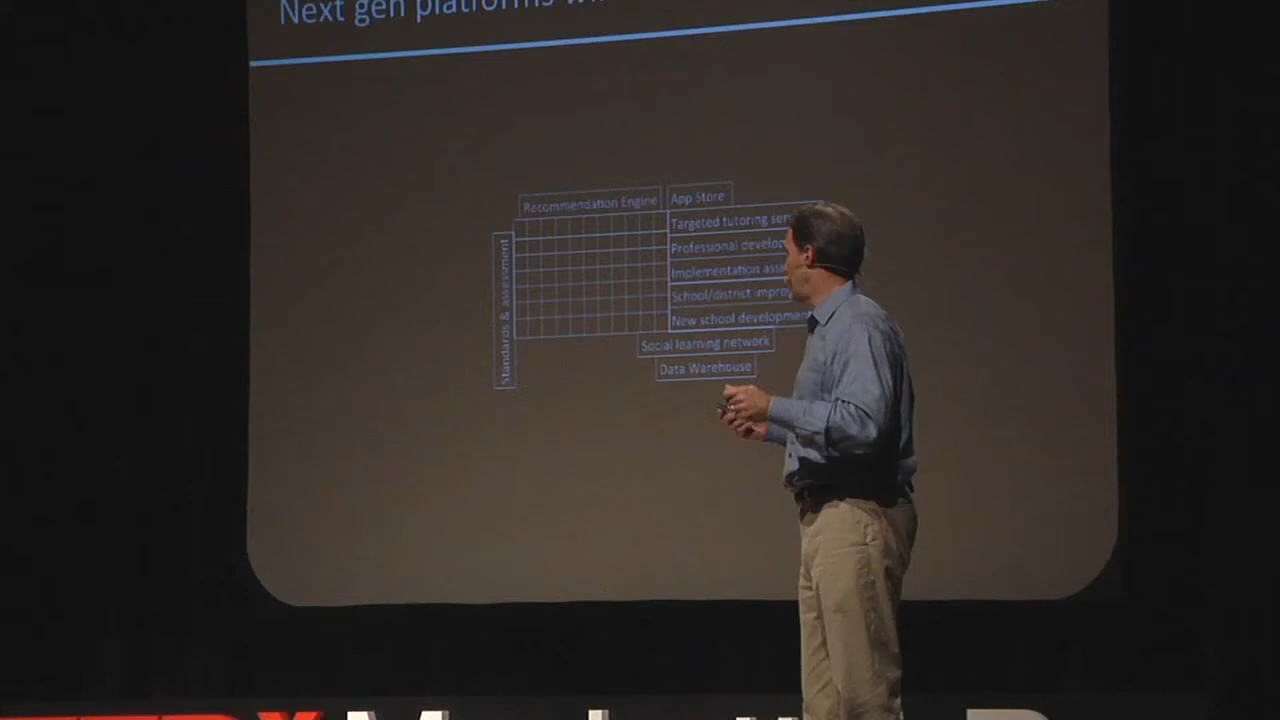 Next gen platforms
Recommendation Engine
App Store
Targeted tutoring
Professional
Implementation
School/district
New school development
Standards & assessment
Social learning network
Data Warehouse